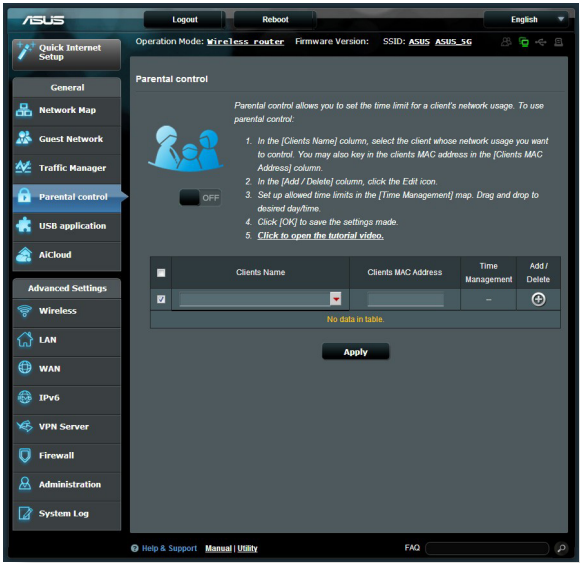 ASUS
Logout
Reboot
English
Operation Mode: Wireless router Firmware Version: SSID: ASUS ASUS_5G
Quick Internet
Setup
General
Network Map
Guest Network
Traffic Manager
Parental control
USB application
AiCloud
Advanced Settings
Wireless
LAN
WAN
IPv6
VPN Server
Firewall
Administration
System Log
Parental control
Parental control allows you to set the time limit for a client's network usage. To use
parental control:
1. In the [Clients Name] column, select the client whose network usage you want
to control. You may also key in the clients MAC address in the [Clients MAC
Address] column.
2. In the [Add / Delete] column, click the Edit icon.
3. Set up allowed time limits in the [Time Management] map. Drag and drop to
desired day/time.
4. Click [OK] to save the settings made.
5. Click to open the tutorial video.
OFF
Clients Name
Clients MAC Address
Time
Management
Add /
Delete
–
No data in table.
Apply
Help & Support Manual | Utility
FAQ